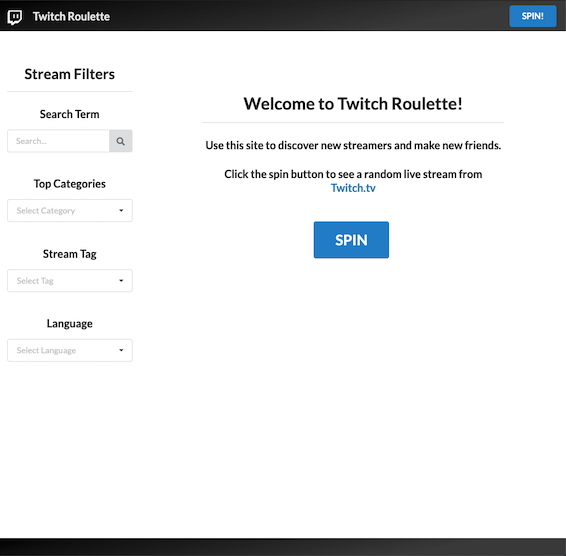 Twitch Roulette
SPIN!
Stream Filters
Search Term
Search...
Top Categories
Select Category
Stream Tag
Select Tag
Language
Select Language
Welcome to Twitch Roulette!
Use this site to discover new streamers and make new friends.
Click the spin button to see a random live stream from
Twitch.tv
SPIN